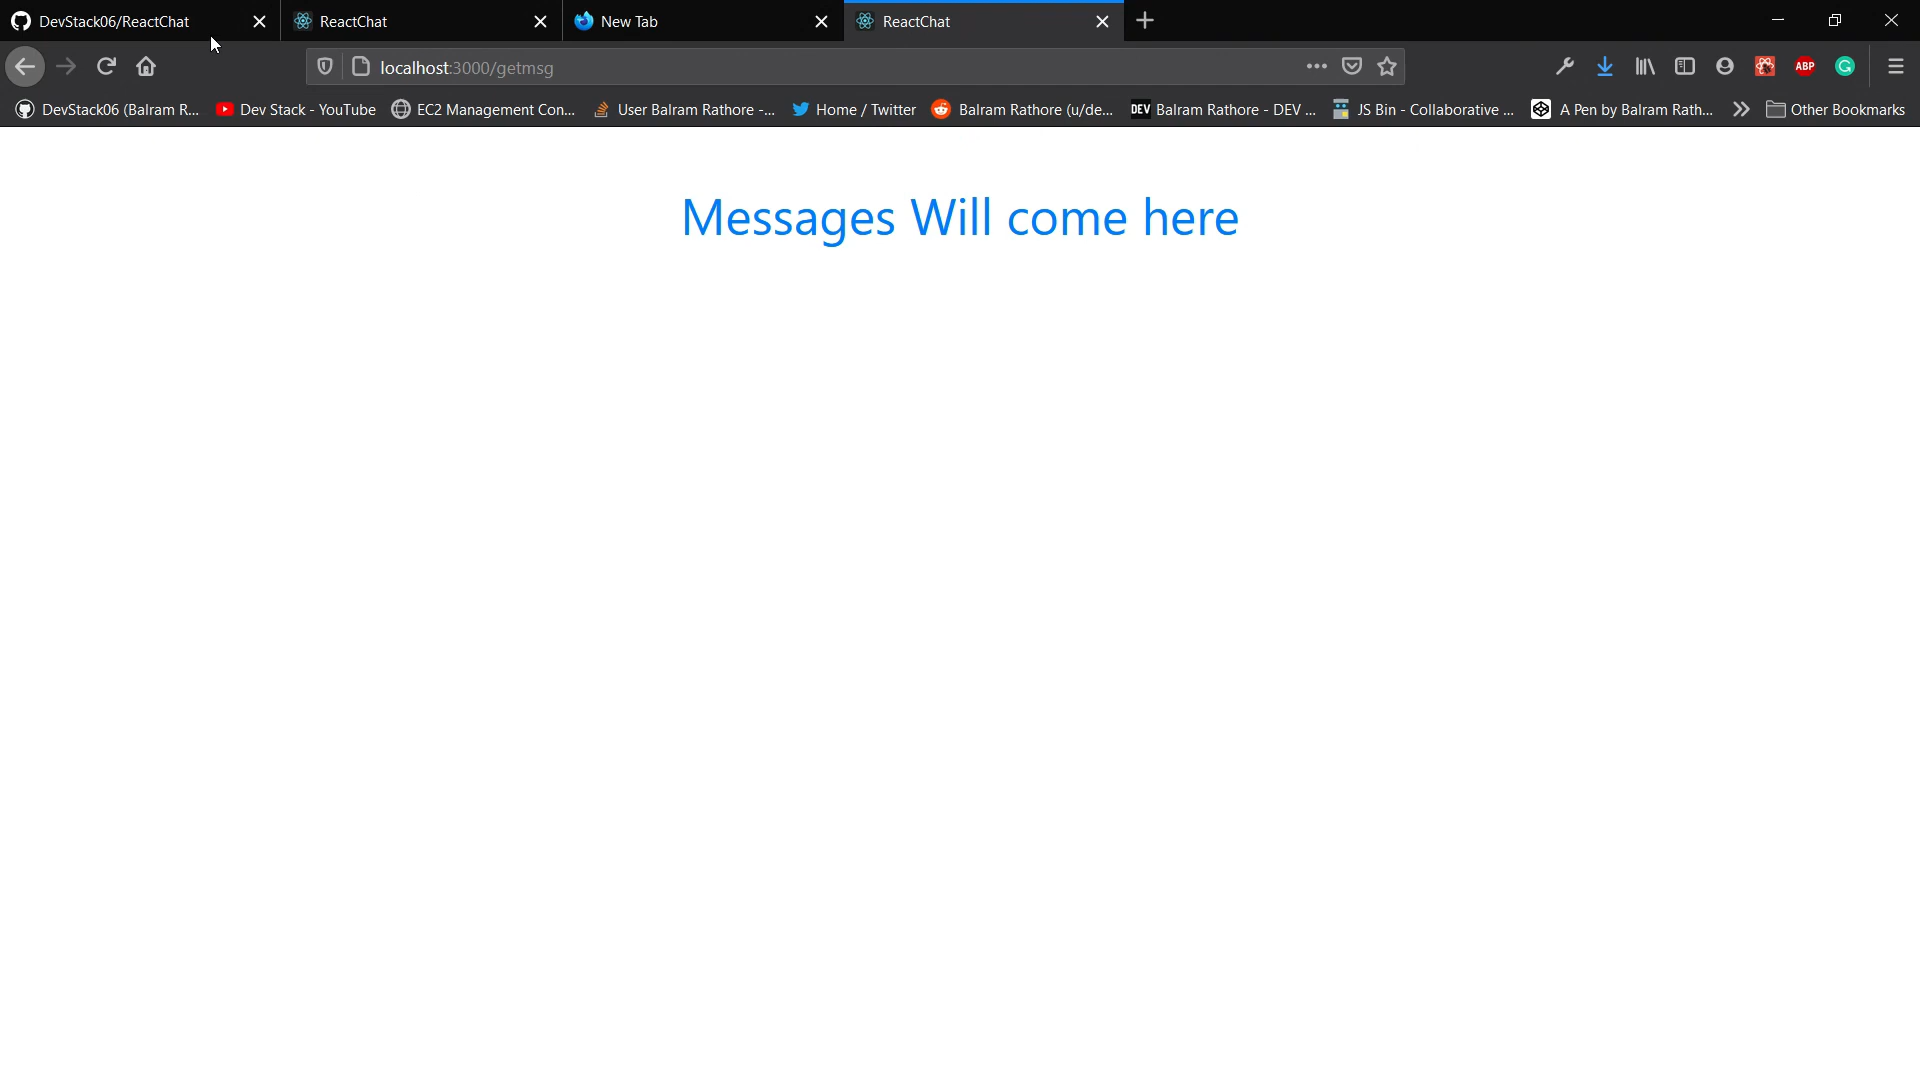 DevStack06/ReactChat
ReactChat
New Tab
ReactChat
localhost:3000/getmsg
ABP
DevStack06 (Balram R...
Dev Stack - YouTube
EC2 Management Con...
User Balram Rathore -...
Home / Twitter
Balram Rathore (u/de...
DEV
Balram Rathore - DEV ...
JS Bin - Collaborative ...
A Pen by Balram Rath...
Other Bookmarks
Messages Will come here